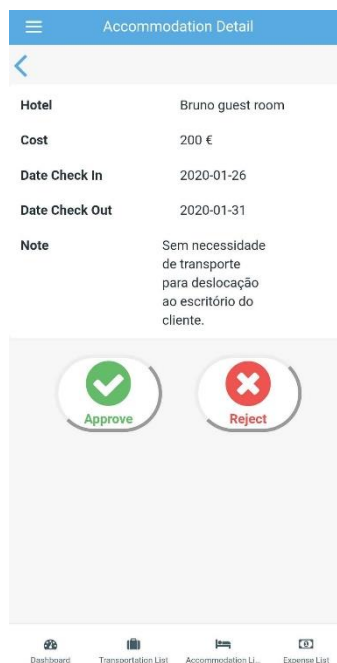 Accommodation Detail
Hotel Bruno guest room
Cost 200 €
Date Check In 2020-01-26
Date Check Out 2020-01-31
Note Sem necessidade
de transporte
para deslocação
ao escritório do
cliente.
Approve Reject
Dashboard Transportation List Accommodation Li... Expense List